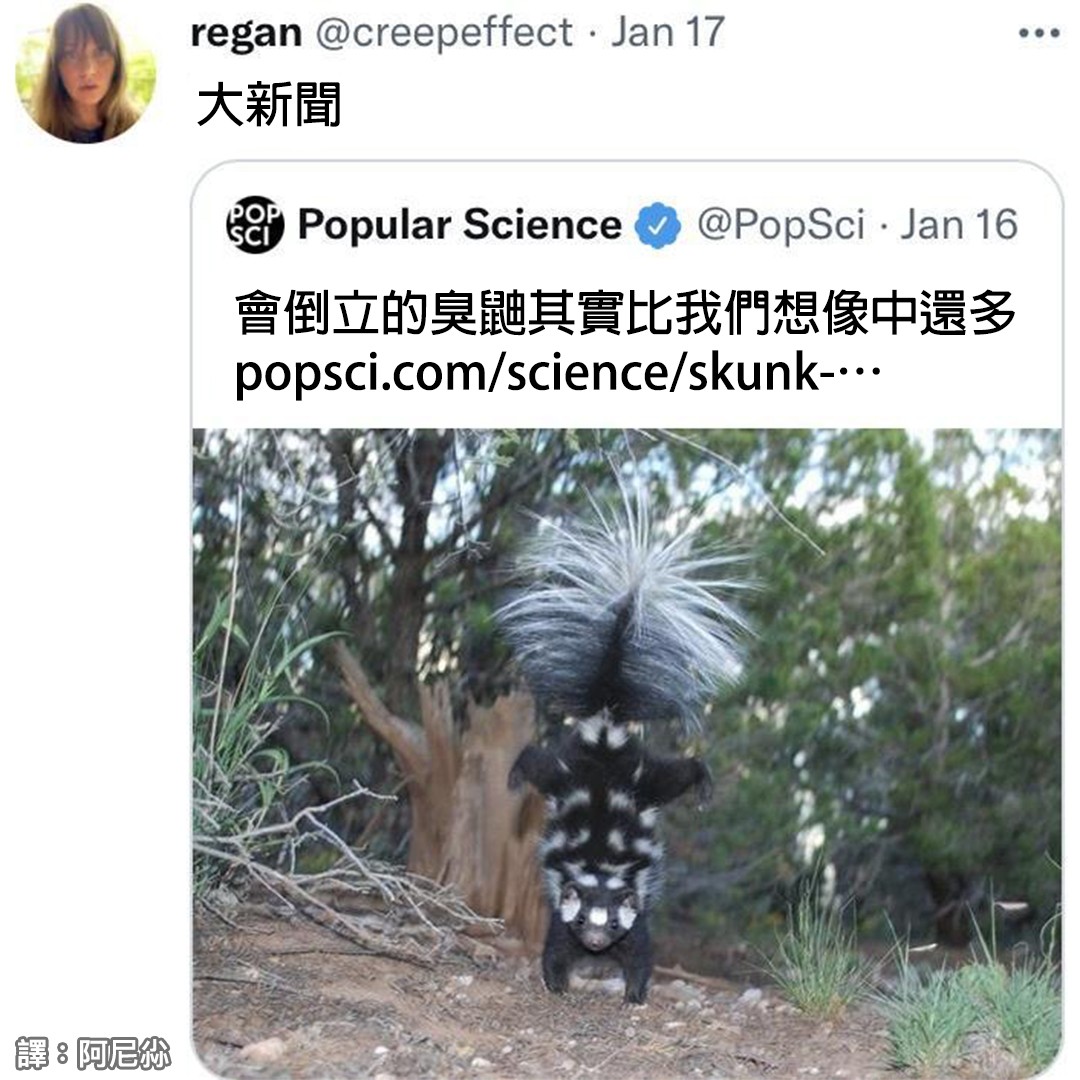 regan @creepeffect · Jan 17
大新聞
POP SCI
Popular Science @PopSci · Jan 16
會倒立的臭鼬其實比我們想像中還多
popsci.com/science/skunk-…
譯：阿尼尛